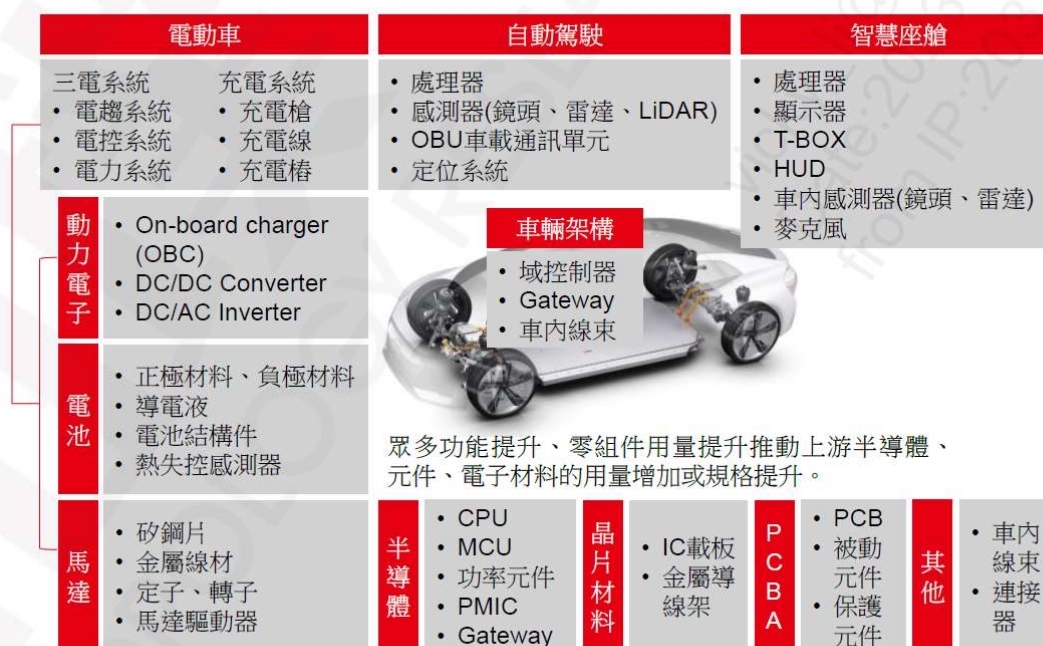 電動車
三電系統
• 電趨系統
• 電控系統
• 電力系統
充電系統
• 充電槍
• 充電線
• 充電樁
自動駕駛
• 處理器
• 感測器(鏡頭、雷達、LiDAR)
• OBU車載通訊單元
• 定位系統
智慧座艙
• 處理器
• 顯示器
• T-BOX
• HUD
• 車內感測器(鏡頭、雷達)
• 麥克風
動力電子
• On-board charger
(OBC)
• DC/DC Converter
• DC/AC Inverter
車輛架構
• 域控制器
• Gateway
• 車內線束
電池
• 正極材料、負極材料
• 導電液
• 電池結構件
• 熱失控感測器
眾多功能提升、零組件用量提升推動上游半導體、
元件、電子材料的用量增加或規格提升。
馬達
• 矽鋼片
• 金屬線材
• 定子、轉子
• 馬達驅動器
半導體
• CPU
• MCU
• 功率元件
• PMIC
• Gateway
晶片材料
• IC載板
• 金屬導
線架
PCBA
• PCB
• 被動
元件
• 保護
元件
其他
• 車內
線束
• 連接
器